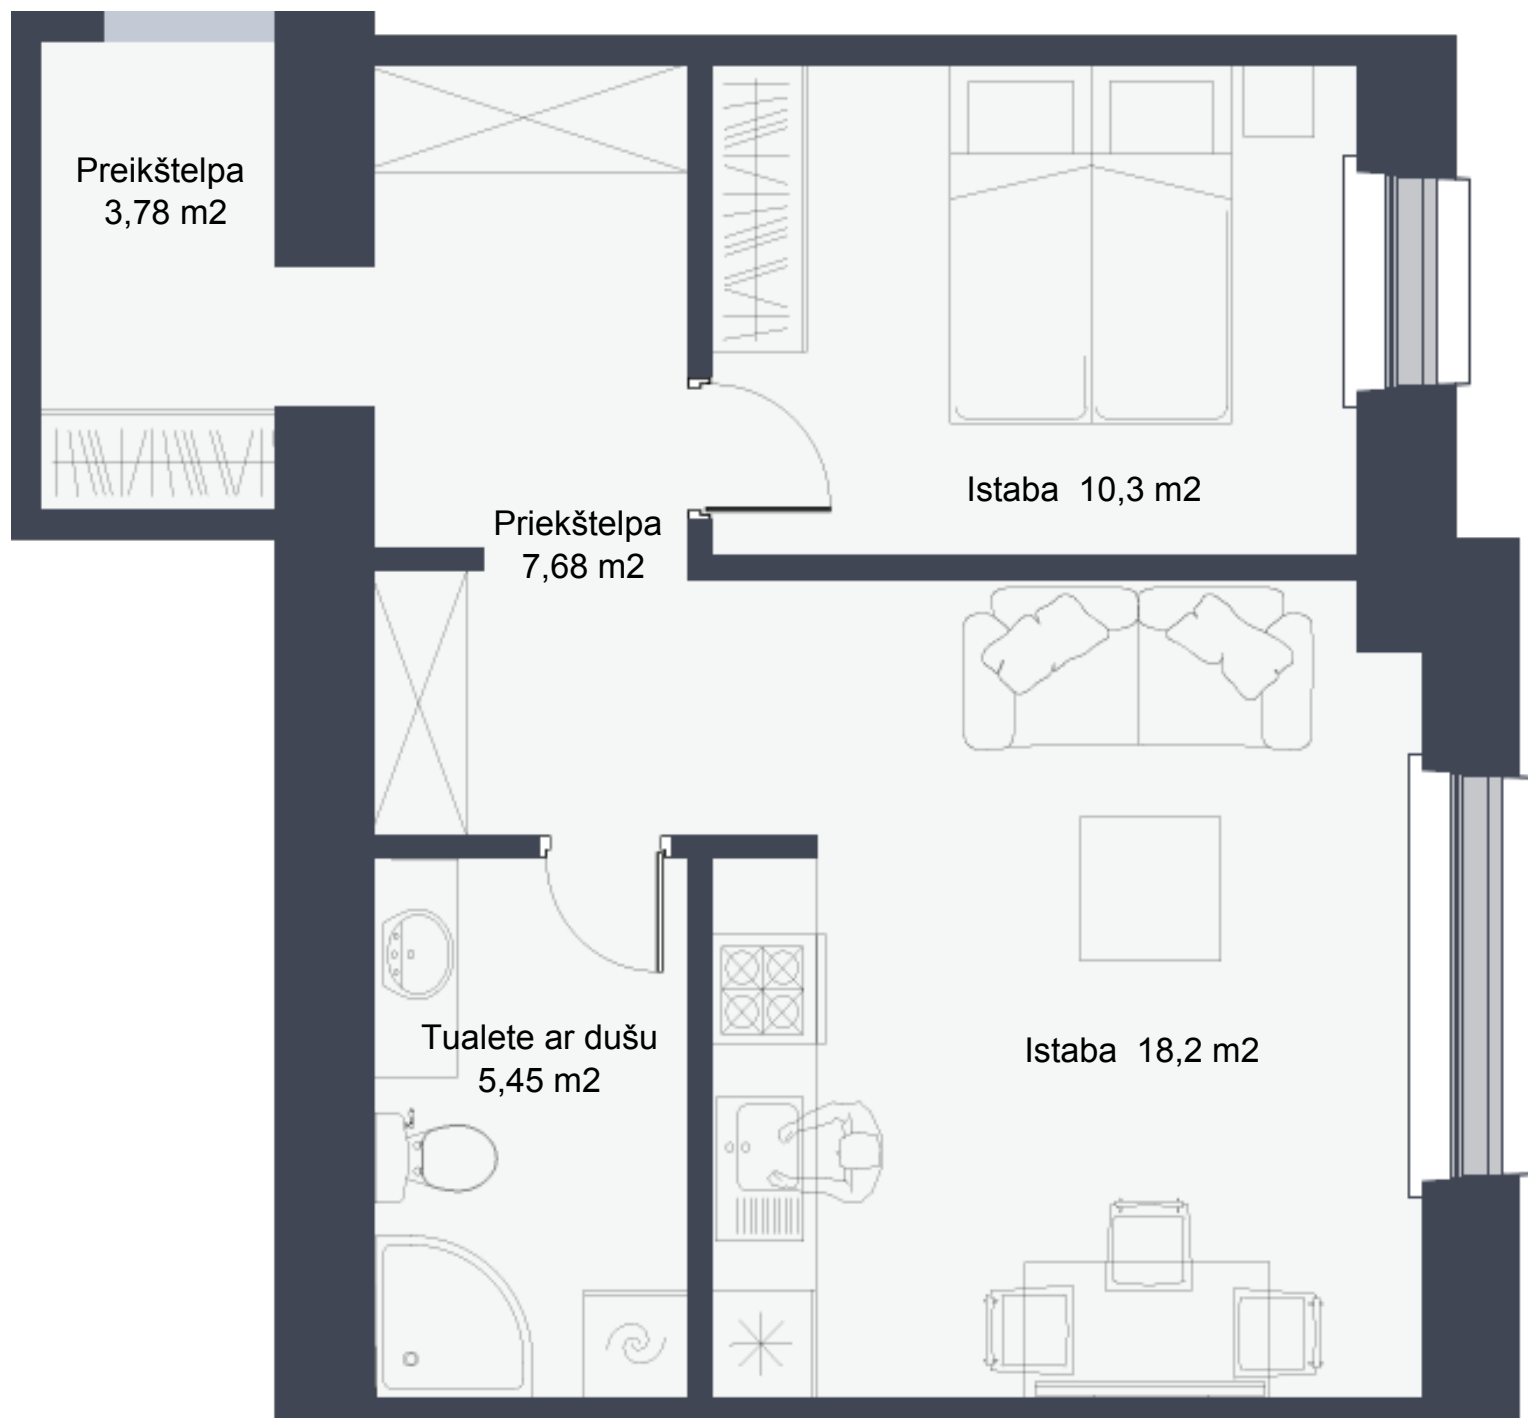 Preikštelpa
3,78 m2
Istaba 10,3 m2
Priekštelpa
7,68 m2
Tualete ar dušu
5,45 m2
Istaba 18,2 m2